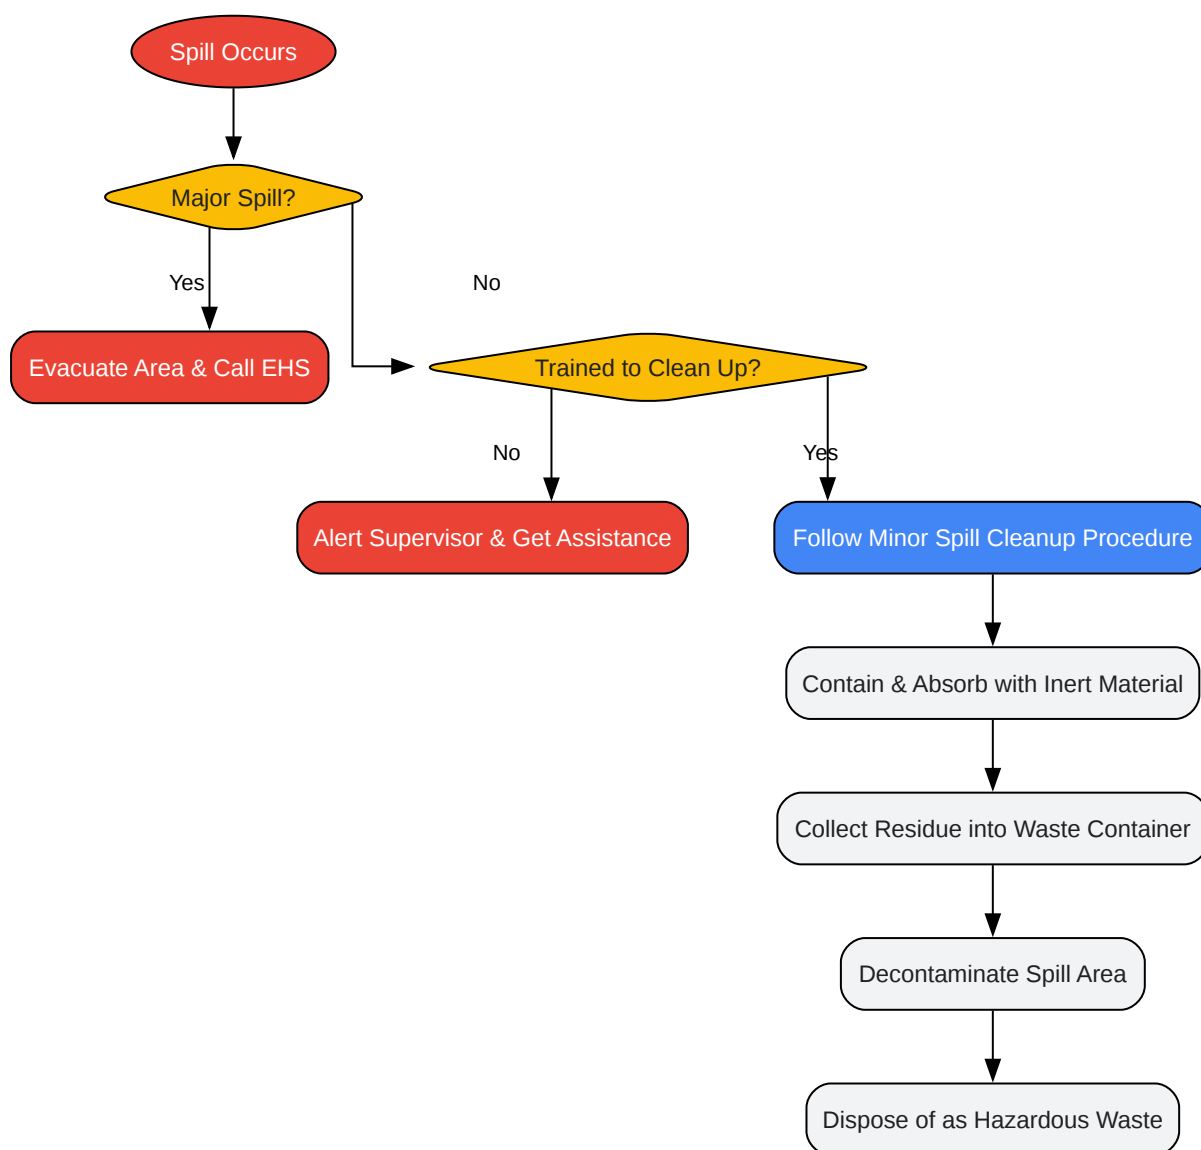 Spill Occurs
Major Spill?
Yes
No
Evacuate Area & Call EHS
Trained to Clean Up?
No
Yes
Alert Supervisor & Get Assistance
Follow Minor Spill Cleanup Procedure
Contain & Absorb with Inert Material
Collect Residue into Waste Container
Decontaminate Spill Area
Dispose of as Hazardous Waste